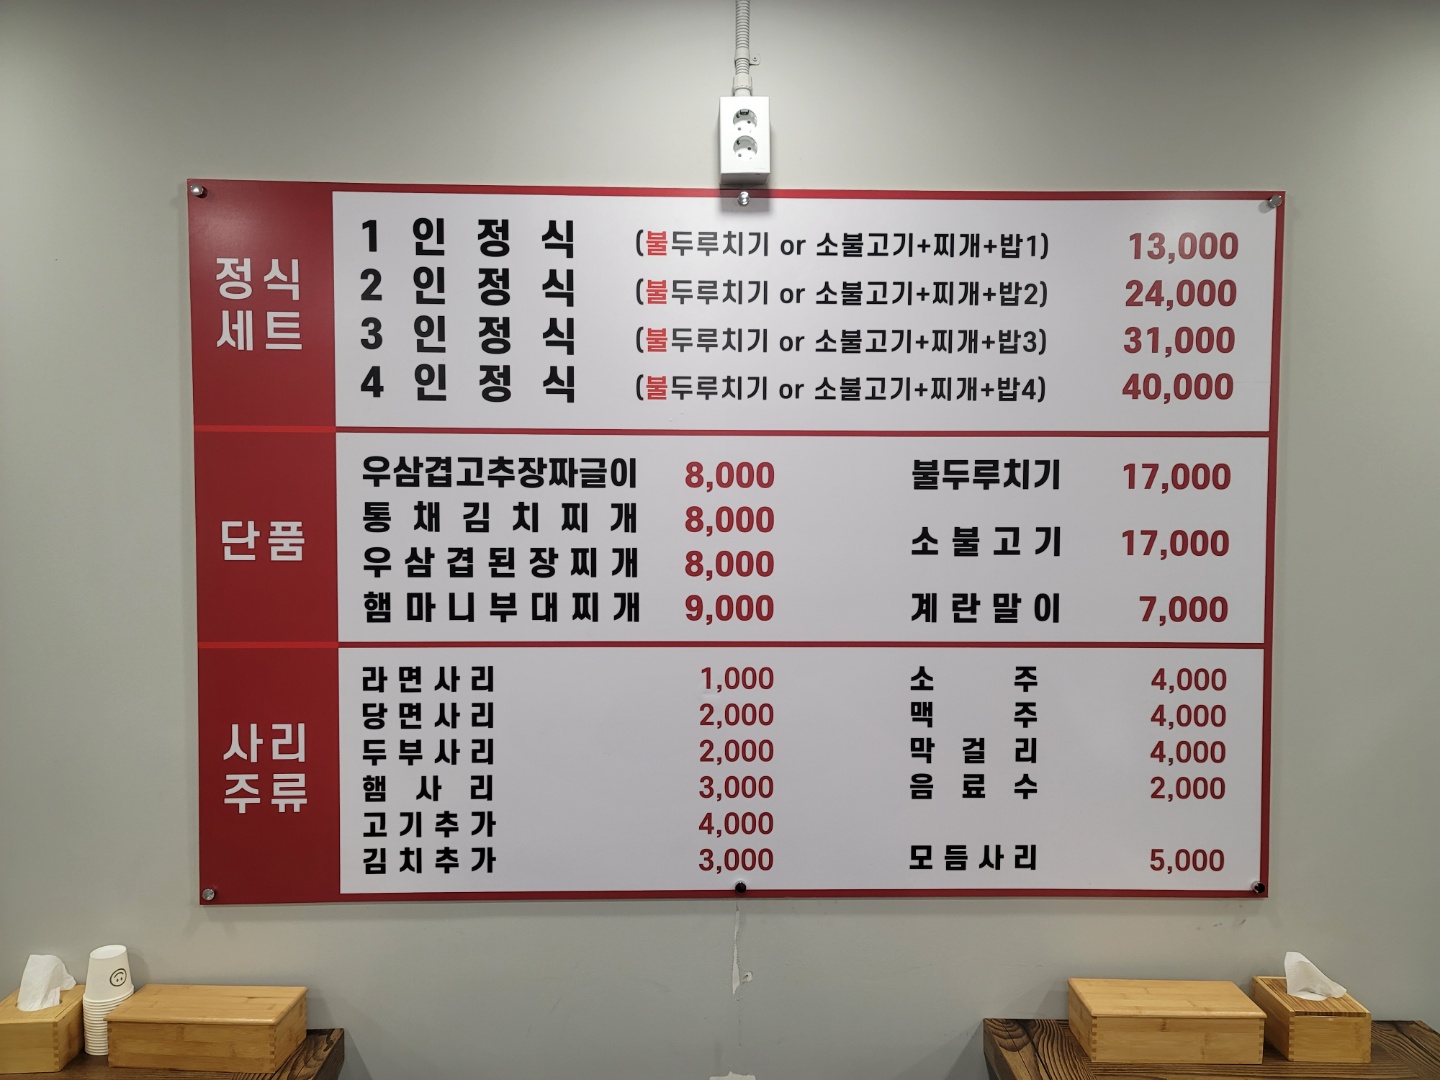 정식
세트
1인정식 (불두루치기 or 소불고기+찌개+밥1) 13,000
2인정식 (불두루치기 or 소불고기+찌개+밥2) 24,000
3인정식 (불두루치기 or 소불고기+찌개+밥3) 31,000
4인정식 (불두루치기 or 소불고기+찌개+밥4) 40,000
단품
우삼겹고추장짜글이 8,000
통채김치찌개 8,000
우삼겹된장찌개 8,000
햄마니부대찌개 9,000
불두루치기 17,000
소불고기 17,000
계란말이 7,000
사리
주류
라면사리 1,000
당면사리 2,000
두부사리 2,000
햄사리 3,000
고기추가 4,000
김치추가 3,000
소주 4,000
맥주 4,000
막걸리 4,000
음료수 2,000
모듬사리 5,000